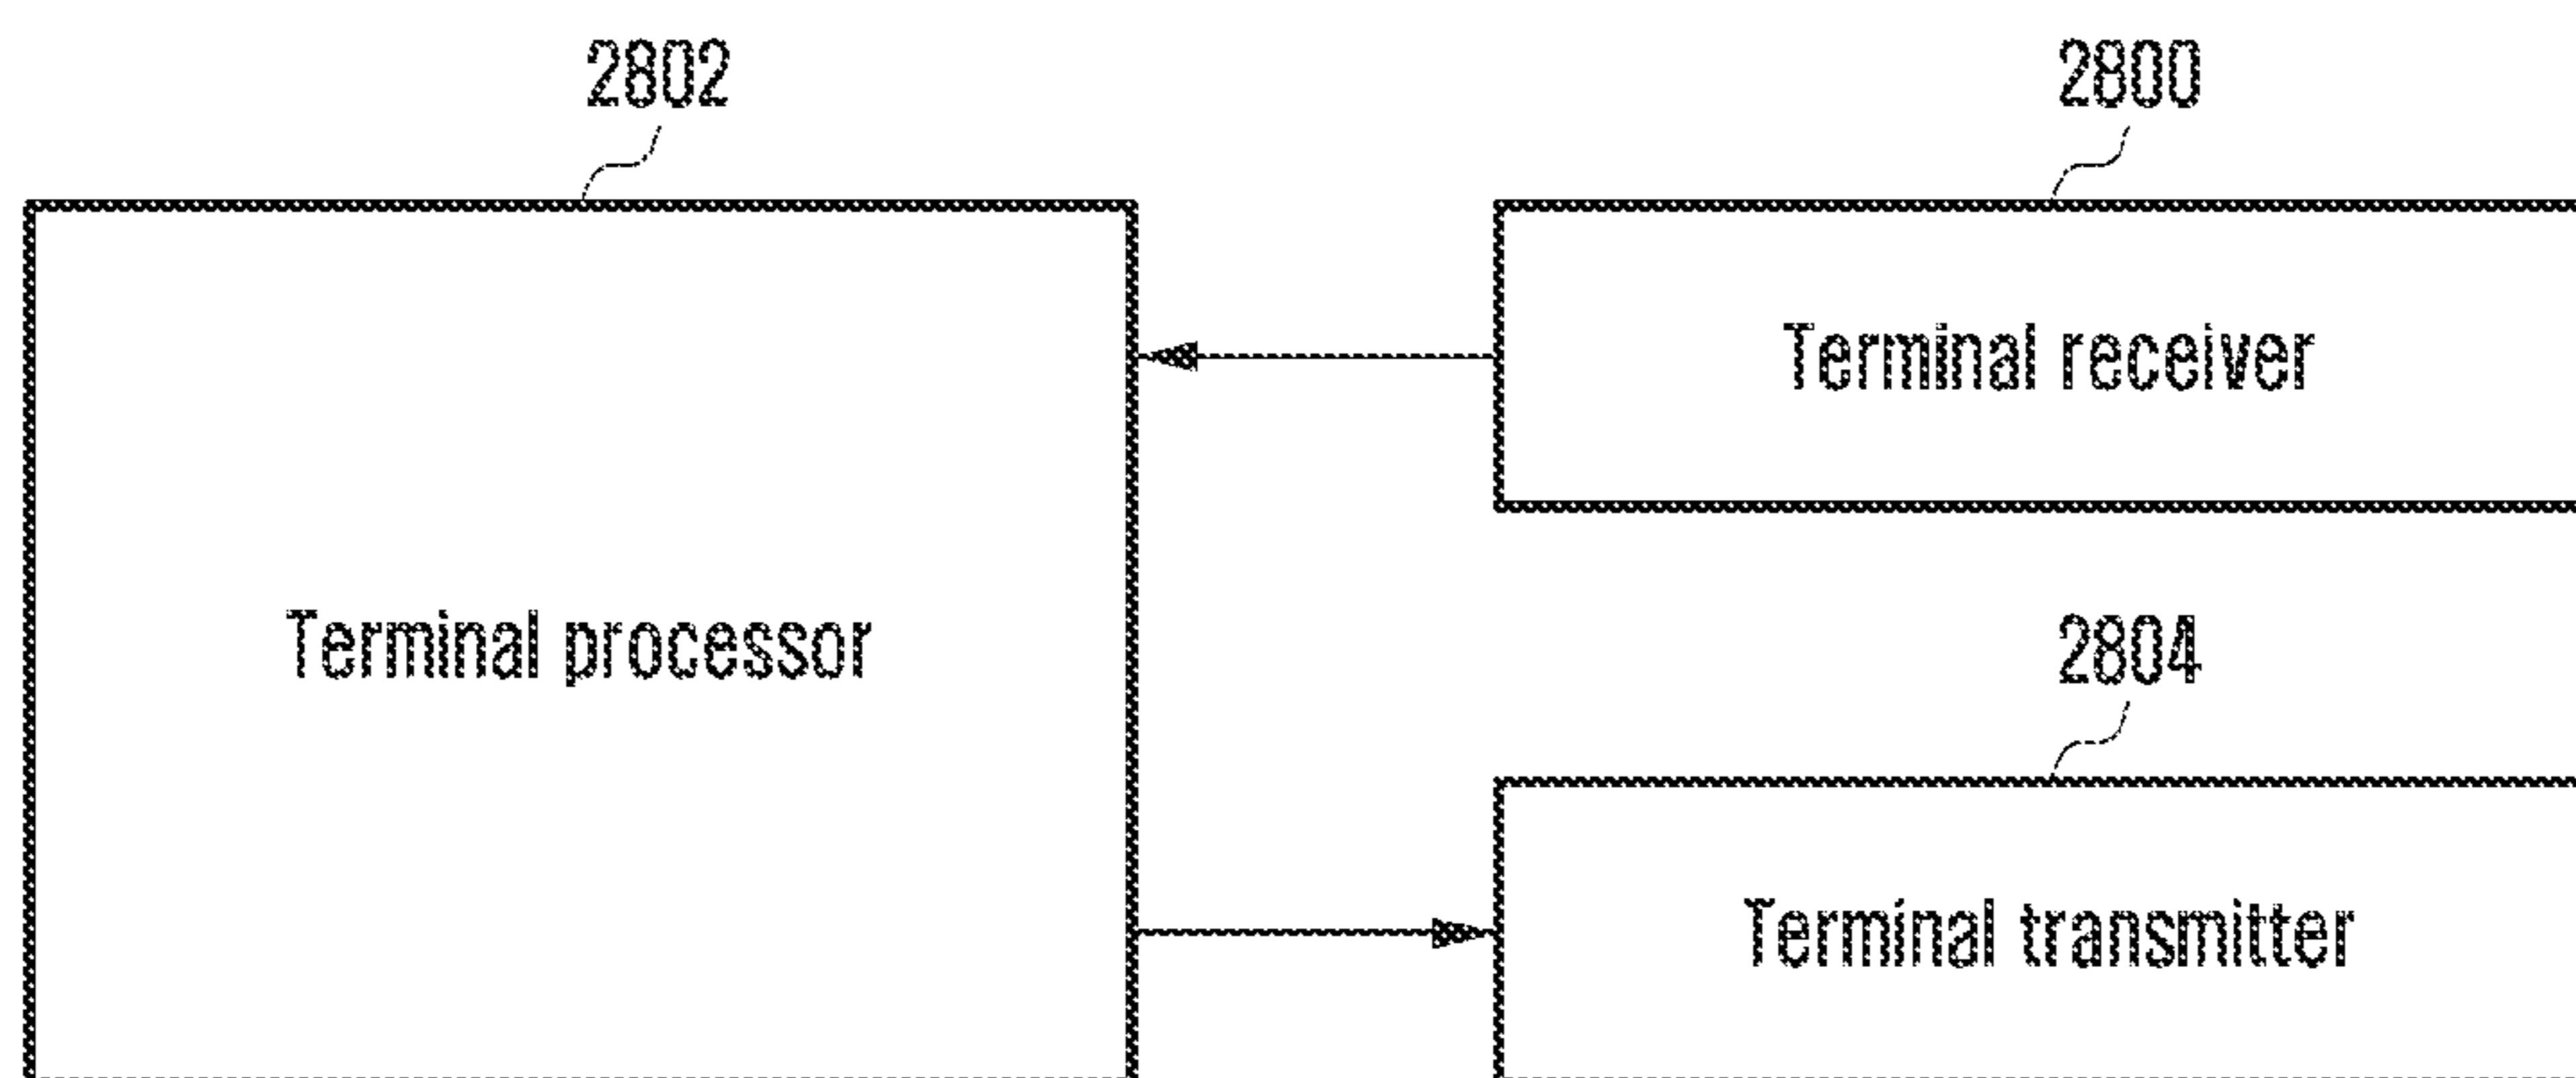 2802
2800
Terminal receiver
Terminal processor
2804
Terminal transmitter